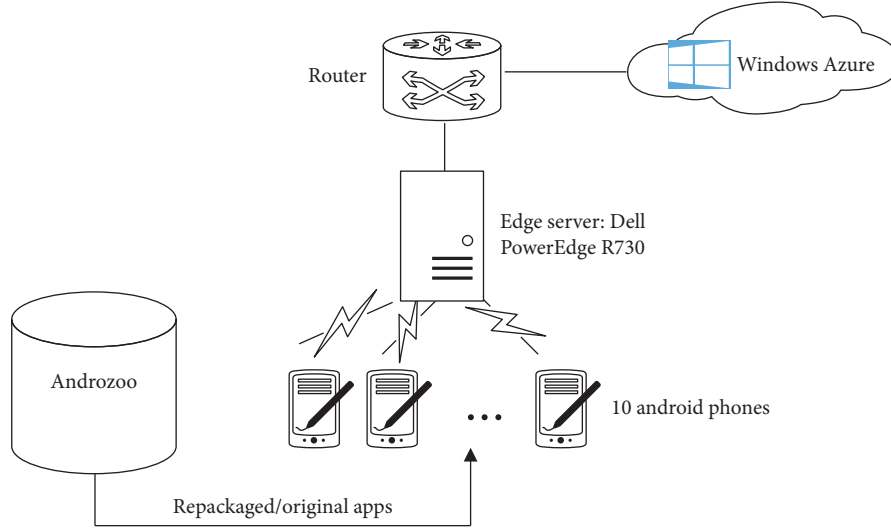 Windows Azure
Router
Edge server: Dell
PowerEdge R730
Androzoo
10 android phones
Repackaged/original apps